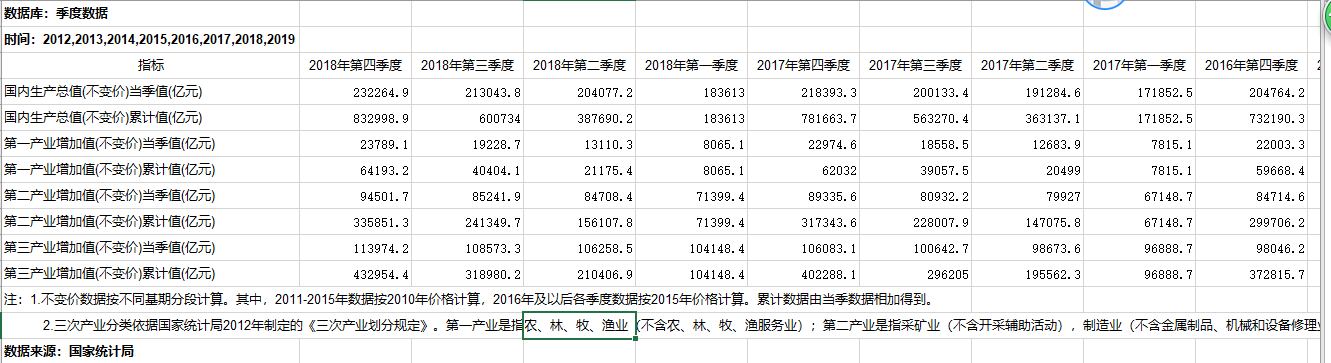 数据库：季度数据
时间：2012,2013,2014,2015,2016,2017,2018,2019
指标 2018年第四季度 2018年第三季度 2018年第二季度 2018年第一季度 2017年第四季度 2017年第三季度 2017年第二季度 2017年第一季度 2016年第四季度
国内生产总值(不变价)当季值(亿元) 232264.9 213043.8 204077.2 183613 218393.3 200133.4 191284.6 171852.5 204764.2
国内生产总值(不变价)累计值(亿元) 832998.9 600734 387690.2 183613 781663.7 563270.4 363137.1 171852.5 732190.3
第一产业增加值(不变价)当季值(亿元) 23789.1 19228.7 13110.3 8065.1 22974.6 18558.5 12683.9 7815.1 22003.3
第一产业增加值(不变价)累计值(亿元) 64193.2 40404.1 21175.4 8065.1 62032 39057.5 20499 7815.1 59668.4
第二产业增加值(不变价)当季值(亿元) 94501.7 85241.9 84708.4 71399.4 89335.6 80932.2 79927 67148.7 84714.6
第二产业增加值(不变价)累计值(亿元) 335851.3 241349.7 156107.8 71399.4 317343.6 228007.9 147075.8 67148.7 299706.2
第三产业增加值(不变价)当季值(亿元) 113974.2 108573.3 106258.5 104148.4 106083.1 100642.7 98673.6 96888.7 98046.2
第三产业增加值(不变价)累计值(亿元) 432954.4 318980.2 210406.9 104148.4 402288.1 296205 195562.3 96888.7 372815.7
注：1.不变价数据按不同基期分段计算。其中，2011-2015年数据按2010年价格计算，2016年及以后各季度数据按2015年价格计算。累计数据由当季数据相加得到。
2.三次产业分类依据国家统计局2012年制定的《三次产业划分规定》。第一产业是指农、林、牧、渔业（不含农、林、牧、渔服务业）；第二产业是指采矿业（不含开采辅助活动），制造业（不含金属制品、机械和设备修理
数据来源：国家统计局